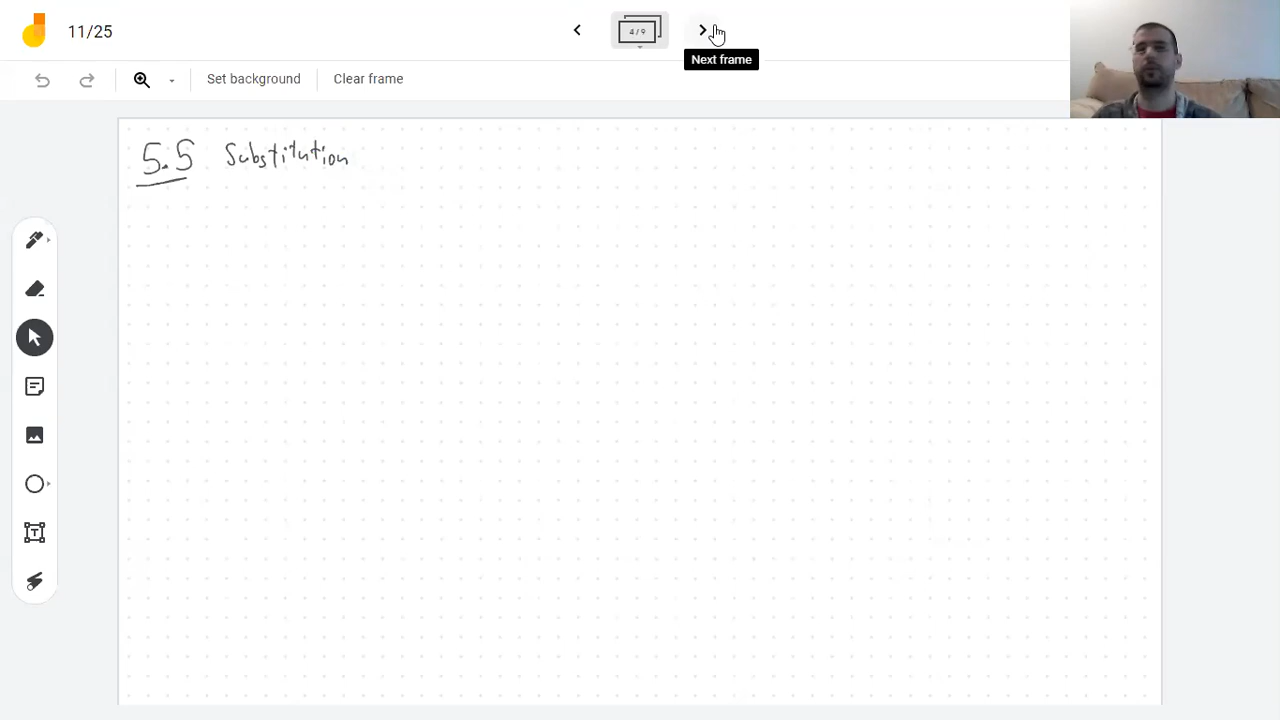 11/25
4 / 9
Next frame
Set background
Clear frame
5.5 Substitution